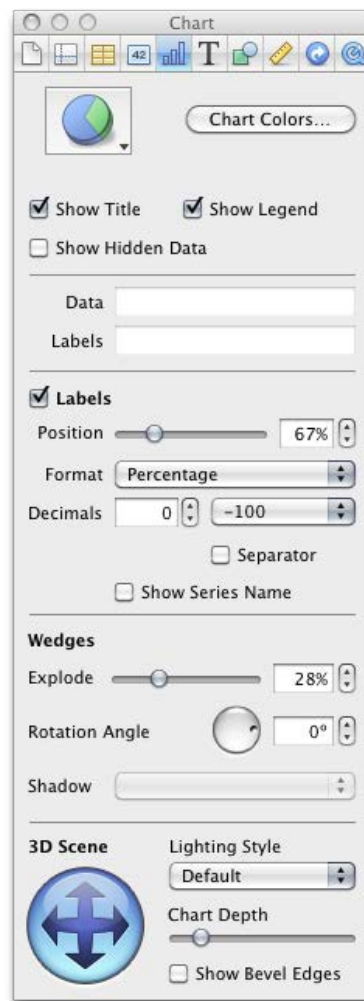 Chart
42
T
Chart Colors...
Show Title Show Legend
Show Hidden Data
Data
Labels
Labels
Position 67%
Format Percentage
Decimals 0 -100
Separator
Show Series Name
Wedges
Explode 28%
Rotation Angle 0°
Shadow
3D Scene Lighting Style
Default
Chart Depth
Show Bevel Edges